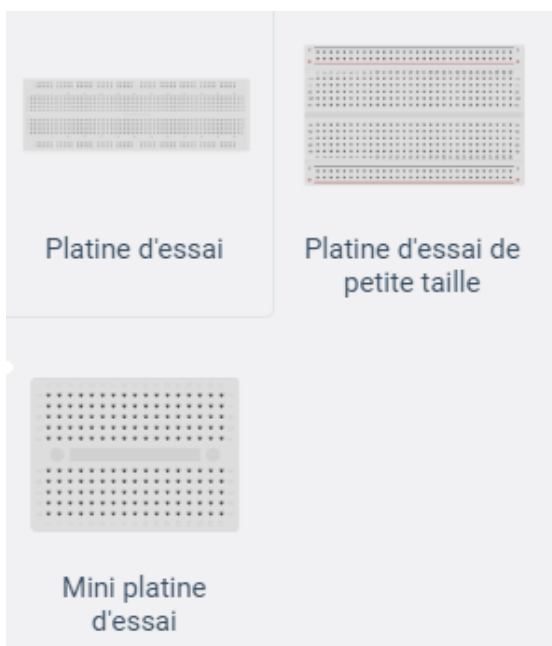 Platine d'essai
Platine d'essai de
petite taille
Mini platine
d'essai